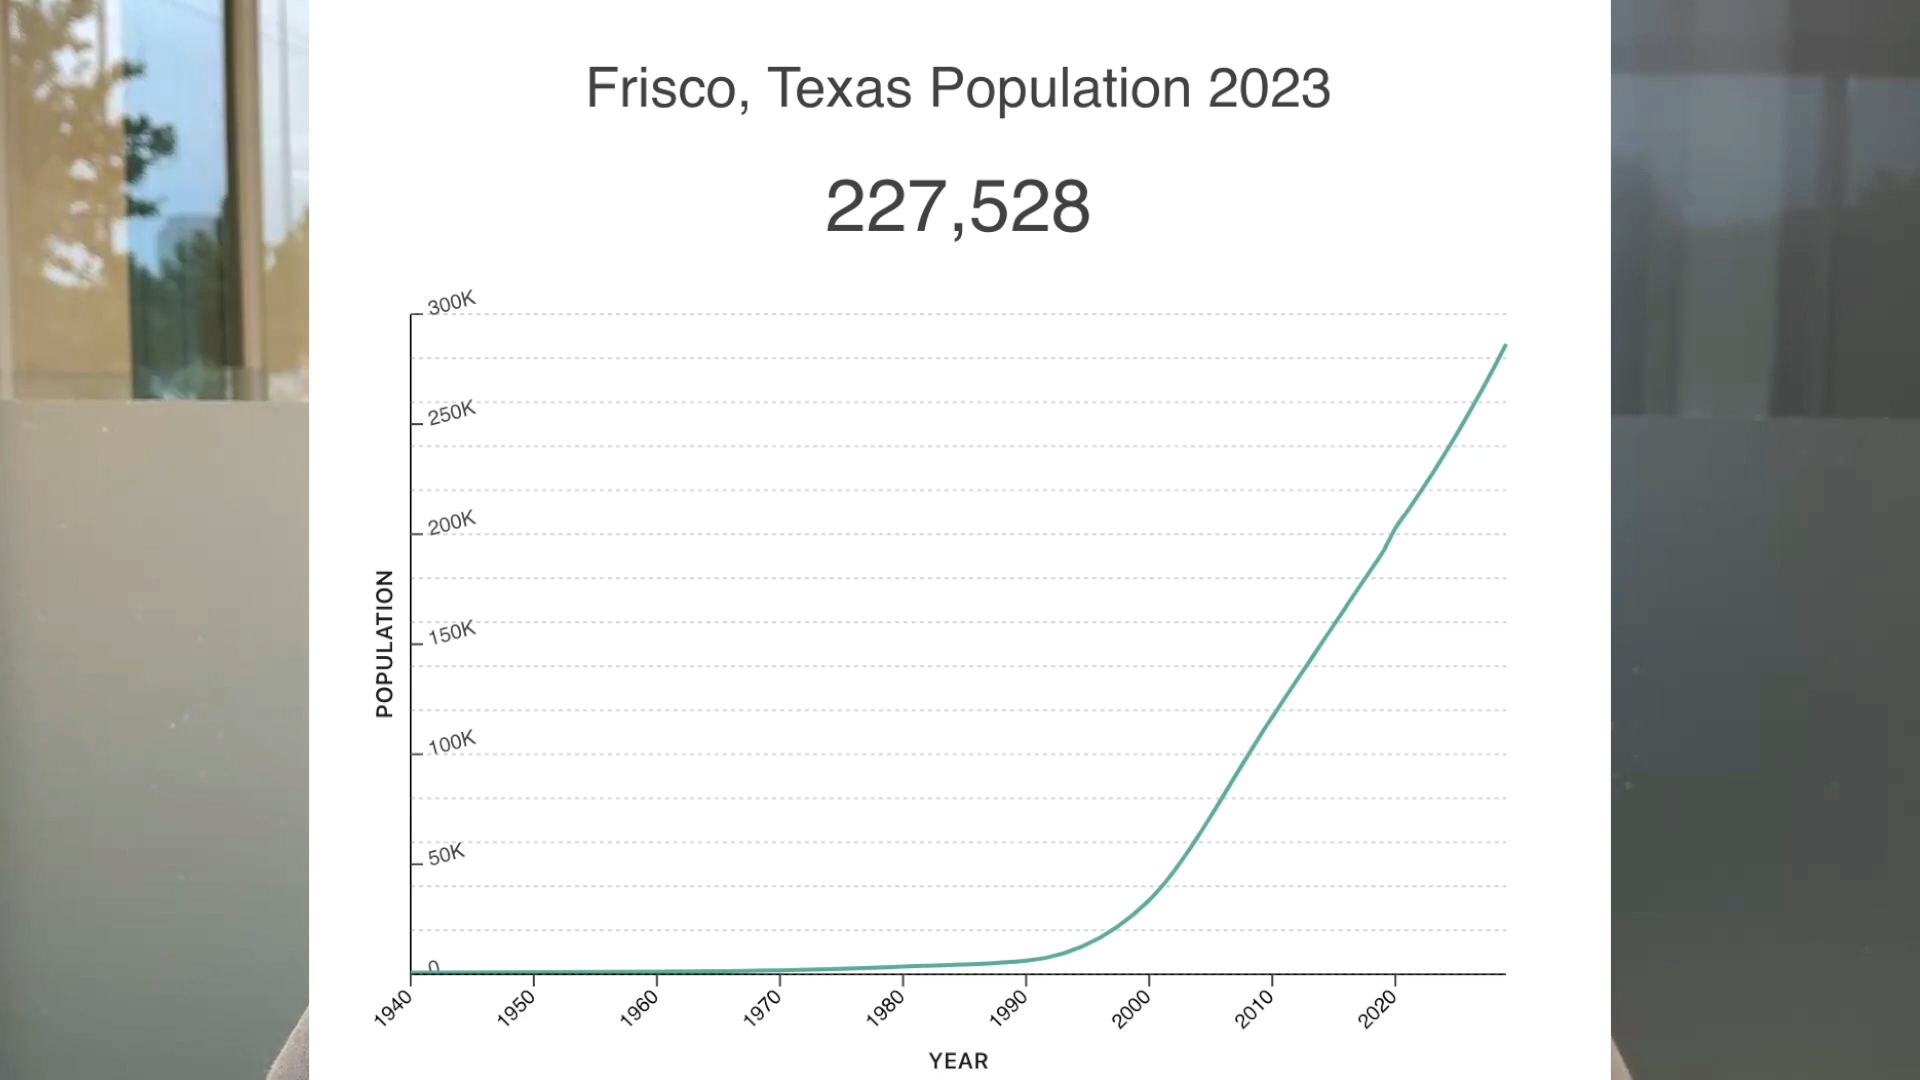 Frisco, Texas Population 2023
227,528
300K
250K
200K
150K
100K
50K
0
POPULATION
1940
1950
1960
1970
1980
1990
2000
2010
2020
YEAR